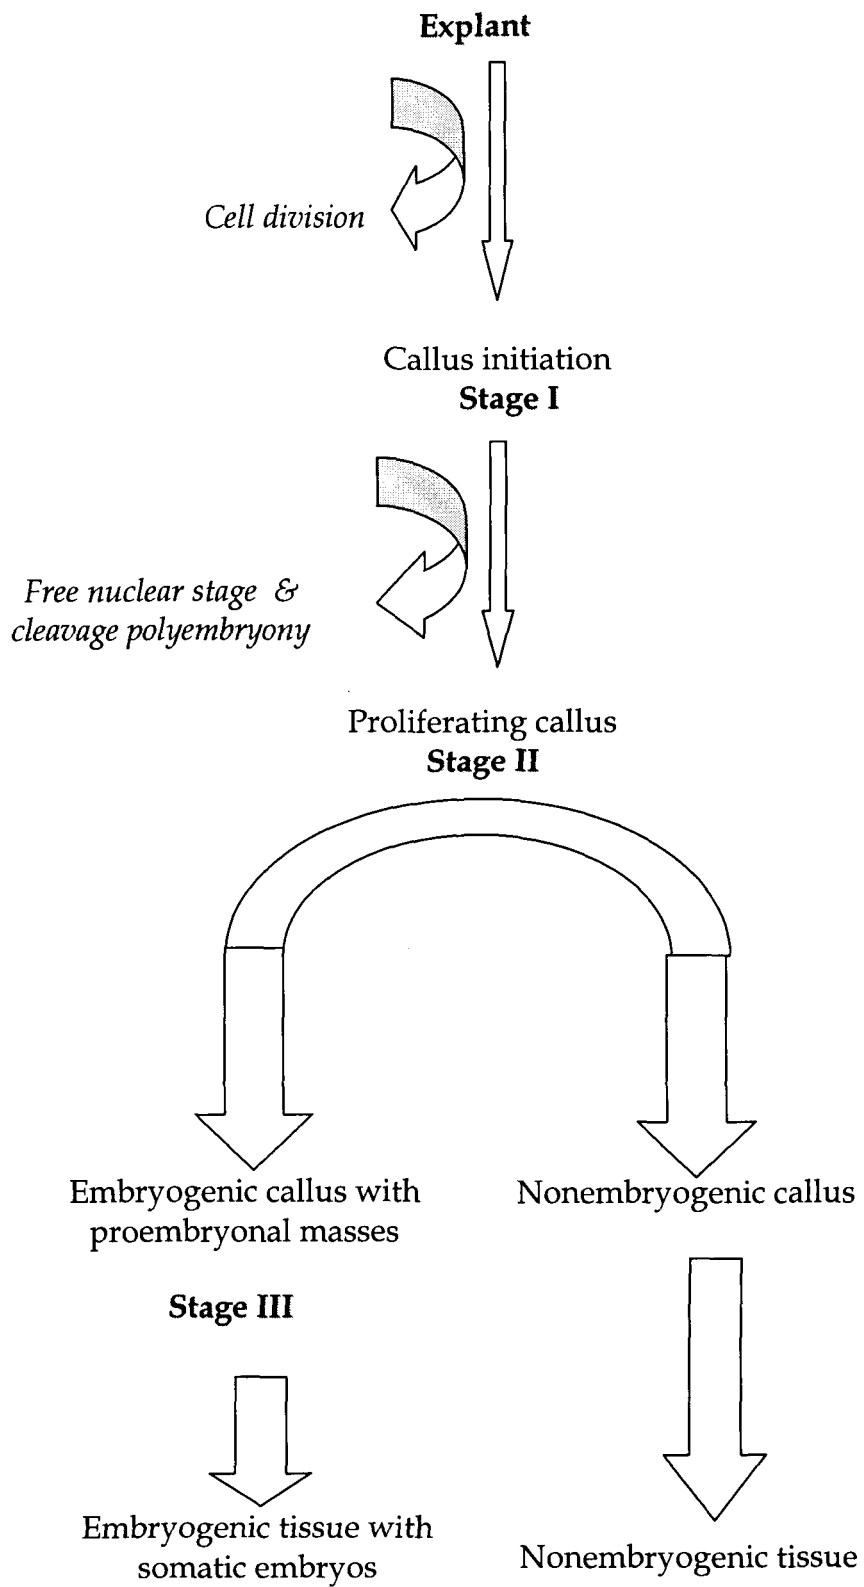 Explant
Cell division
Callus initiation
Stage I
Free nuclear stage &
cleavage polyembryony
Proliferating callus
Stage II
Embryogenic callus with
proembryonal masses
Nonembryogenic callus
Stage III
Embryogenic tissue with
somatic embryos
Nonembryogenic tissue